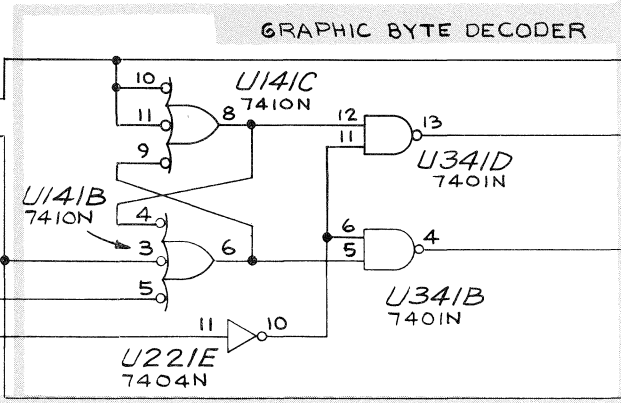 GRAPHIC BYTE DECODER
10
U141C
7410N
11
8
12
13
11
9
U341D
7401N
U141B
7410N
4
3
6
6
5
4
5
U341B
7401N
11
10
U221E
7404N